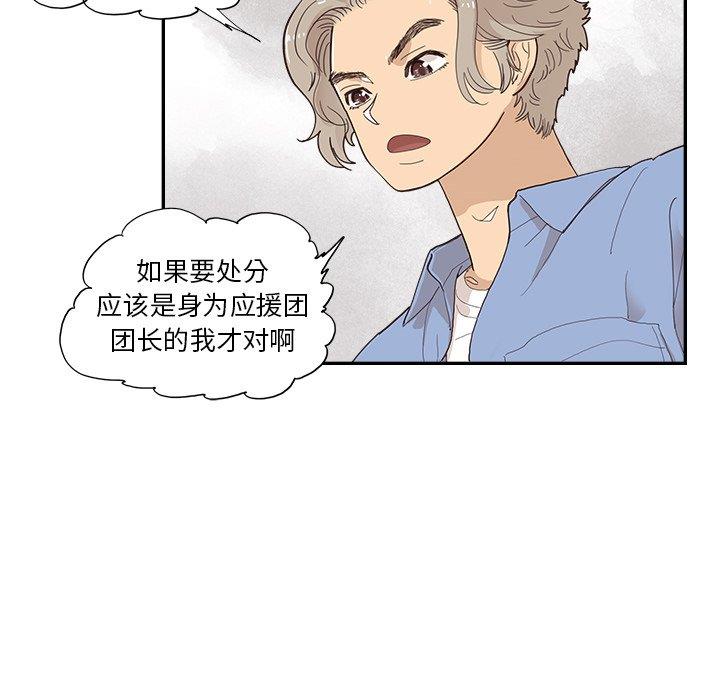 如果要处分
应该是身为应援团
团长的我才对啊